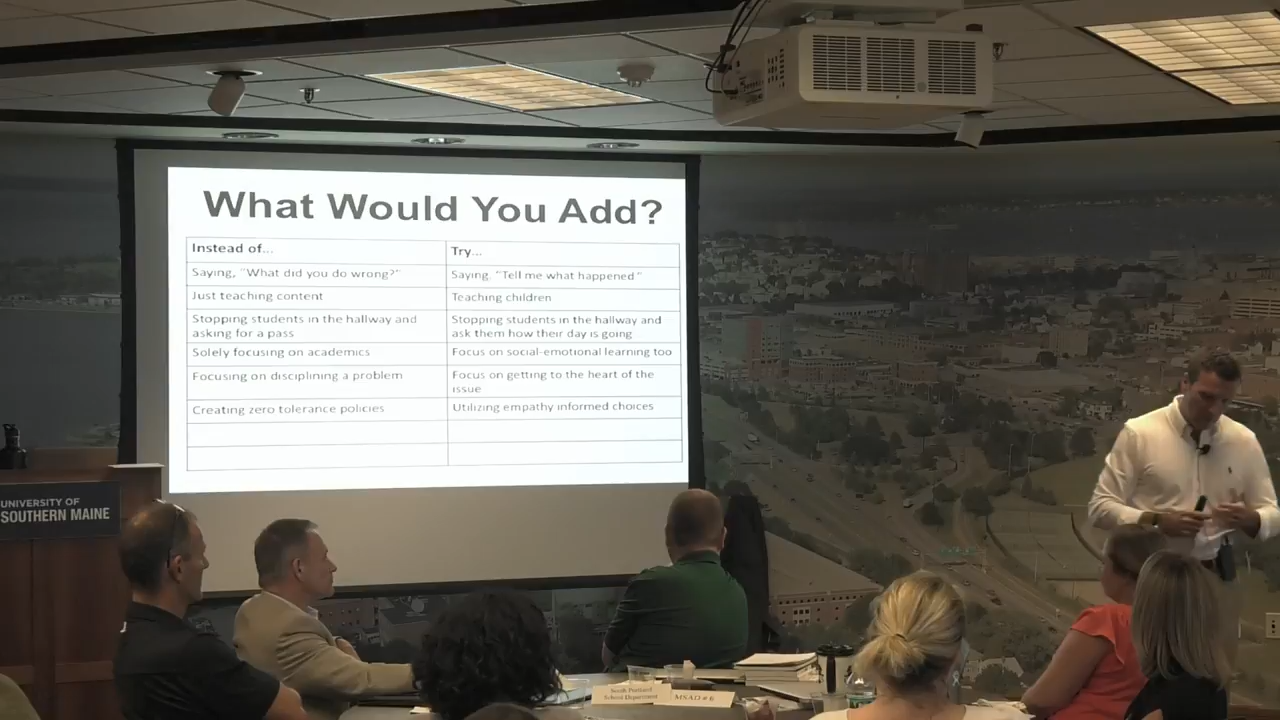 What Would You Add?
Instead of...
Try...
Saying, "What did you do wrong?"
Saying, "Tell me what happened"
Just teaching content
Teaching children
Stopping students in the hallway and
asking for a pass
Stopping students in the hallway and
ask them how their day is going
Solely focusing on academics
Focus on social-emotional learning too
Focusing on disciplining a problem
Focus on getting to the heart of the
issue
Creating zero tolerance policies
Utilizing empathy informed choices
UNIVERSITY OF
SOUTHERN MAINE
South Portland
School Department
MSAD # 6